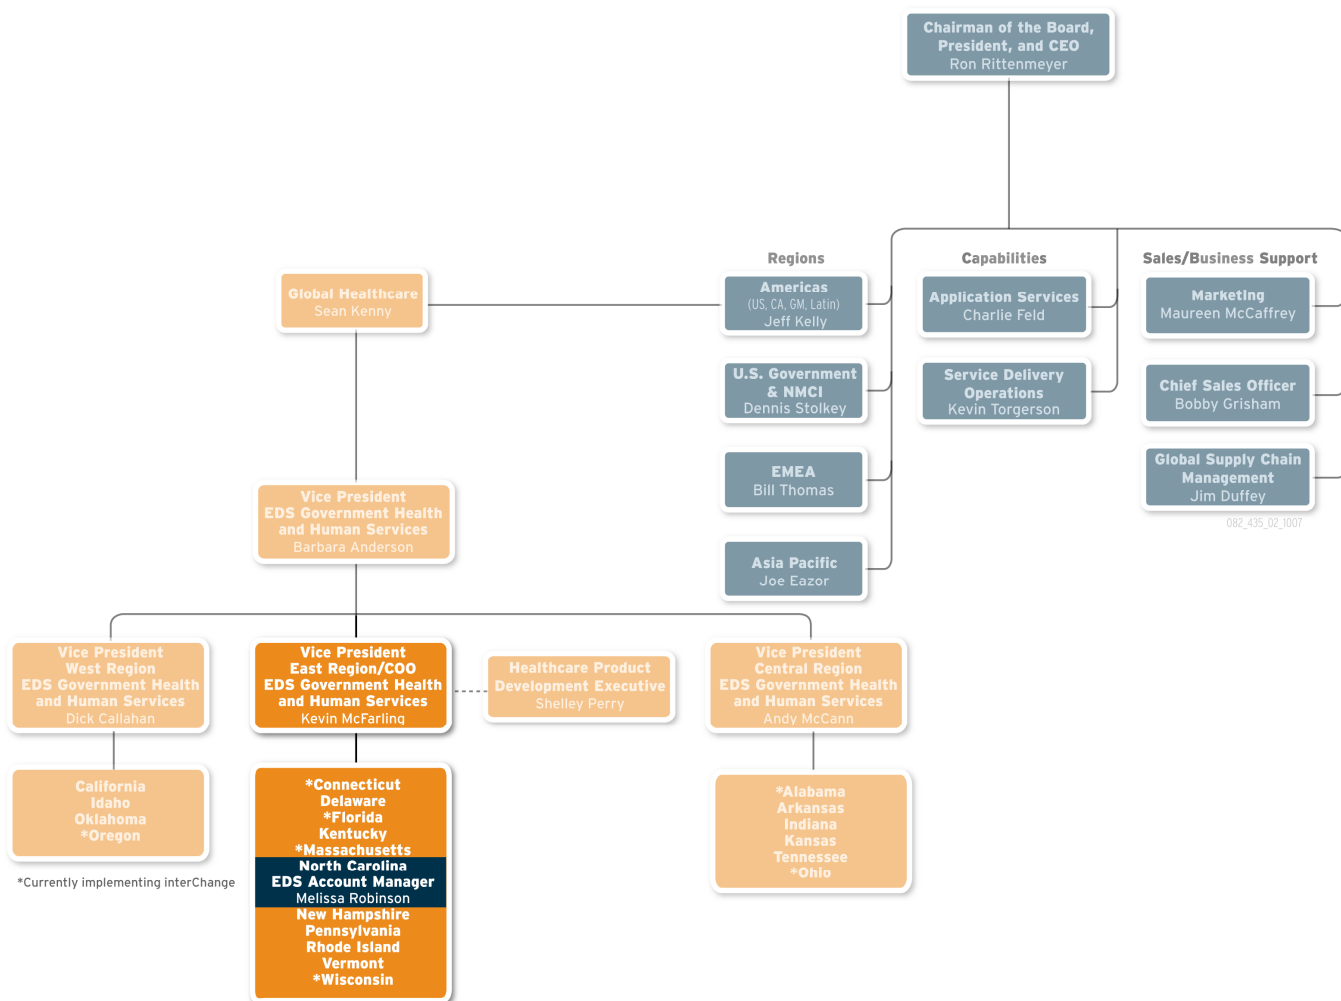 Chairman of the Board,
President, and CEO
Ron Rittenmeyer
Regions
Capabilities
Sales/Business Support
Global Healthcare
Sean Kenny
Americas
(US, CA, GM, Latin)
Jeff Kelly
Application Services
Charlie Feld
MarketIng
Maureen McCaffrey
U.S. Government
& NMCI
Dennis Stolkey
Service Delivery
Operations
Kevin Torgerson
Chief Sales Officer
Bobby Grisham
EMEA
Bill Thomas
Global Supply Chain
Management
Jim Duffey
082_435_02_1007
Vice President
EDS Government Health
and Human Services
Barbara Anderson
Asia Pacific
Joe Eazor
Vice President
West Region
EDS Government Health
and Human Services
Dick Callahan
Vice President
East Region/COO
EDS Government Health
and Human Services
Kevin McFarling
Healthcare Product
Development Executive
Shelley Perry
Vice President
Central Region
EDS Government Health
and Human Services
Andy McCann
California
Idaho
Oklahoma
*Oregon
*Currently implementing interChange
*Connecticut
Delaware
*Florida
Kentucky
*Massachusetts
North Carolina
EDS Account Manager
Melissa Robinson
New Hampshire
Pennsylvania
Rhode Island
Vermont
*Wisconsin
*Alabama
Arkansas
Indiana
Kansas
Tennessee
*Ohio